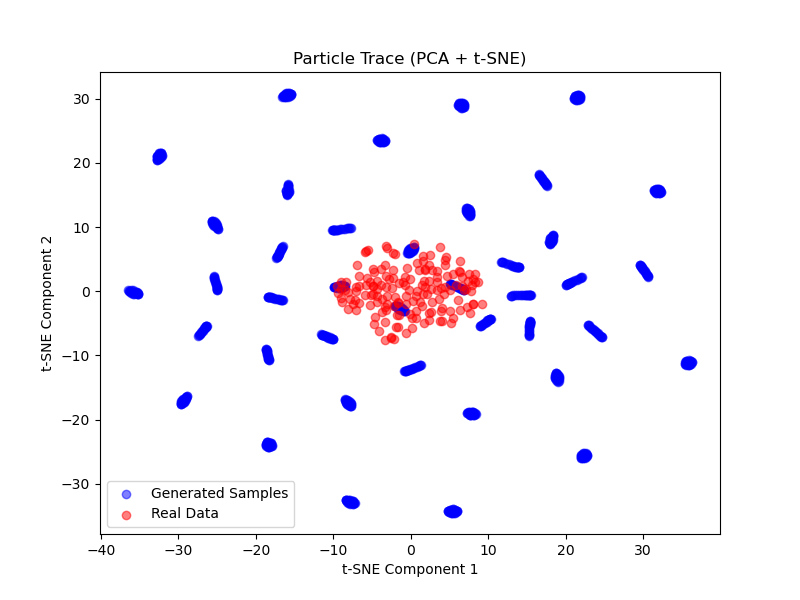 Particle Trace (PCA + t-SNE)
30
20
10
0
−10
−20
−30
t-SNE Component 2
Generated Samples
Real Data
−40 −30 −20 −10 0 10 20 30
t-SNE Component 1